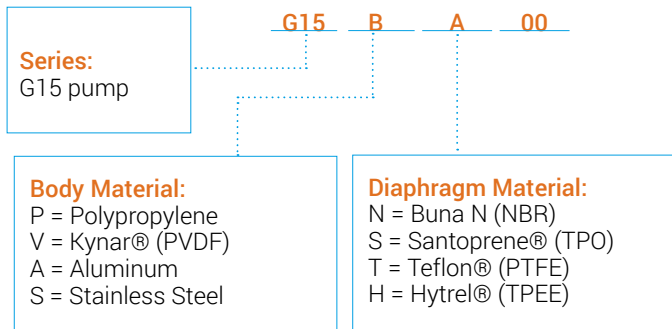 G15 B A 00
Series:
G15 pump
Body Material:
P = Polypropylene
V = Kynar® (PVDF)
A = Aluminum
S = Stainless Steel
Diaphragm Material:
N = Buna N (NBR)
S = Santoprene® (TPO)
T = Teflon® (PTFE)
H = Hytrel® (TPEE)